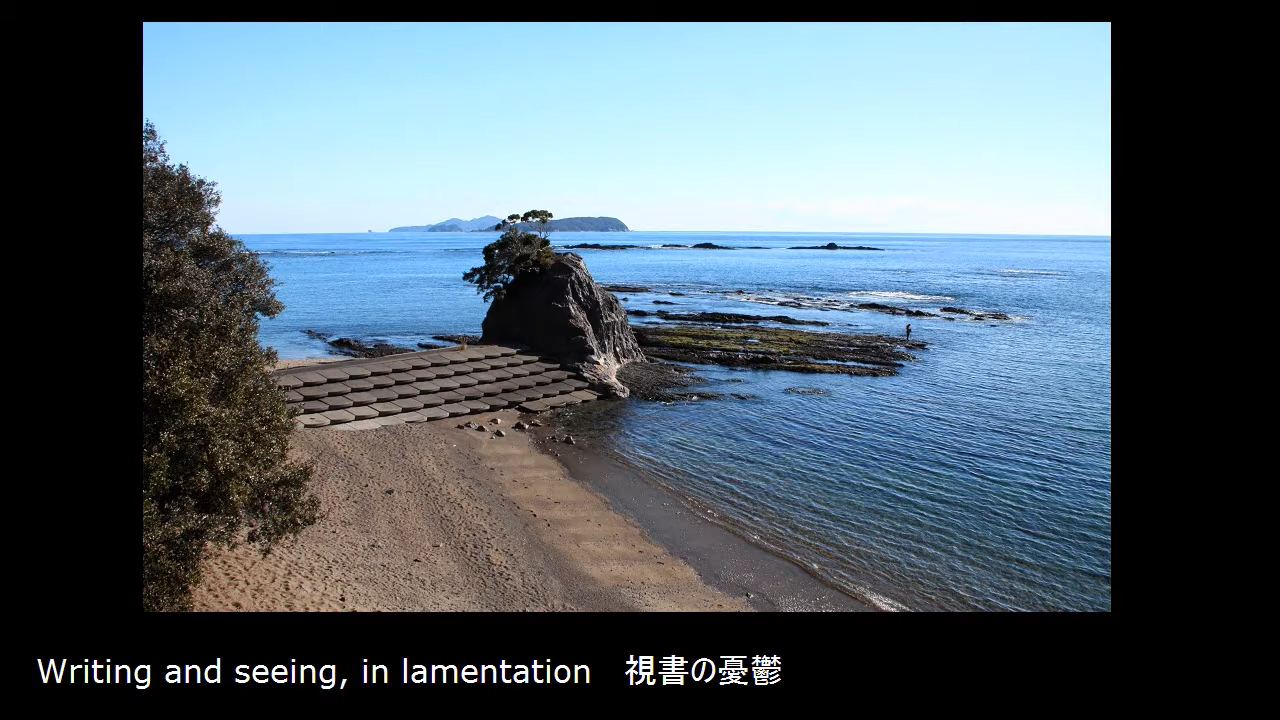 Writing and seeing, in lamentation　視書の憂鬱